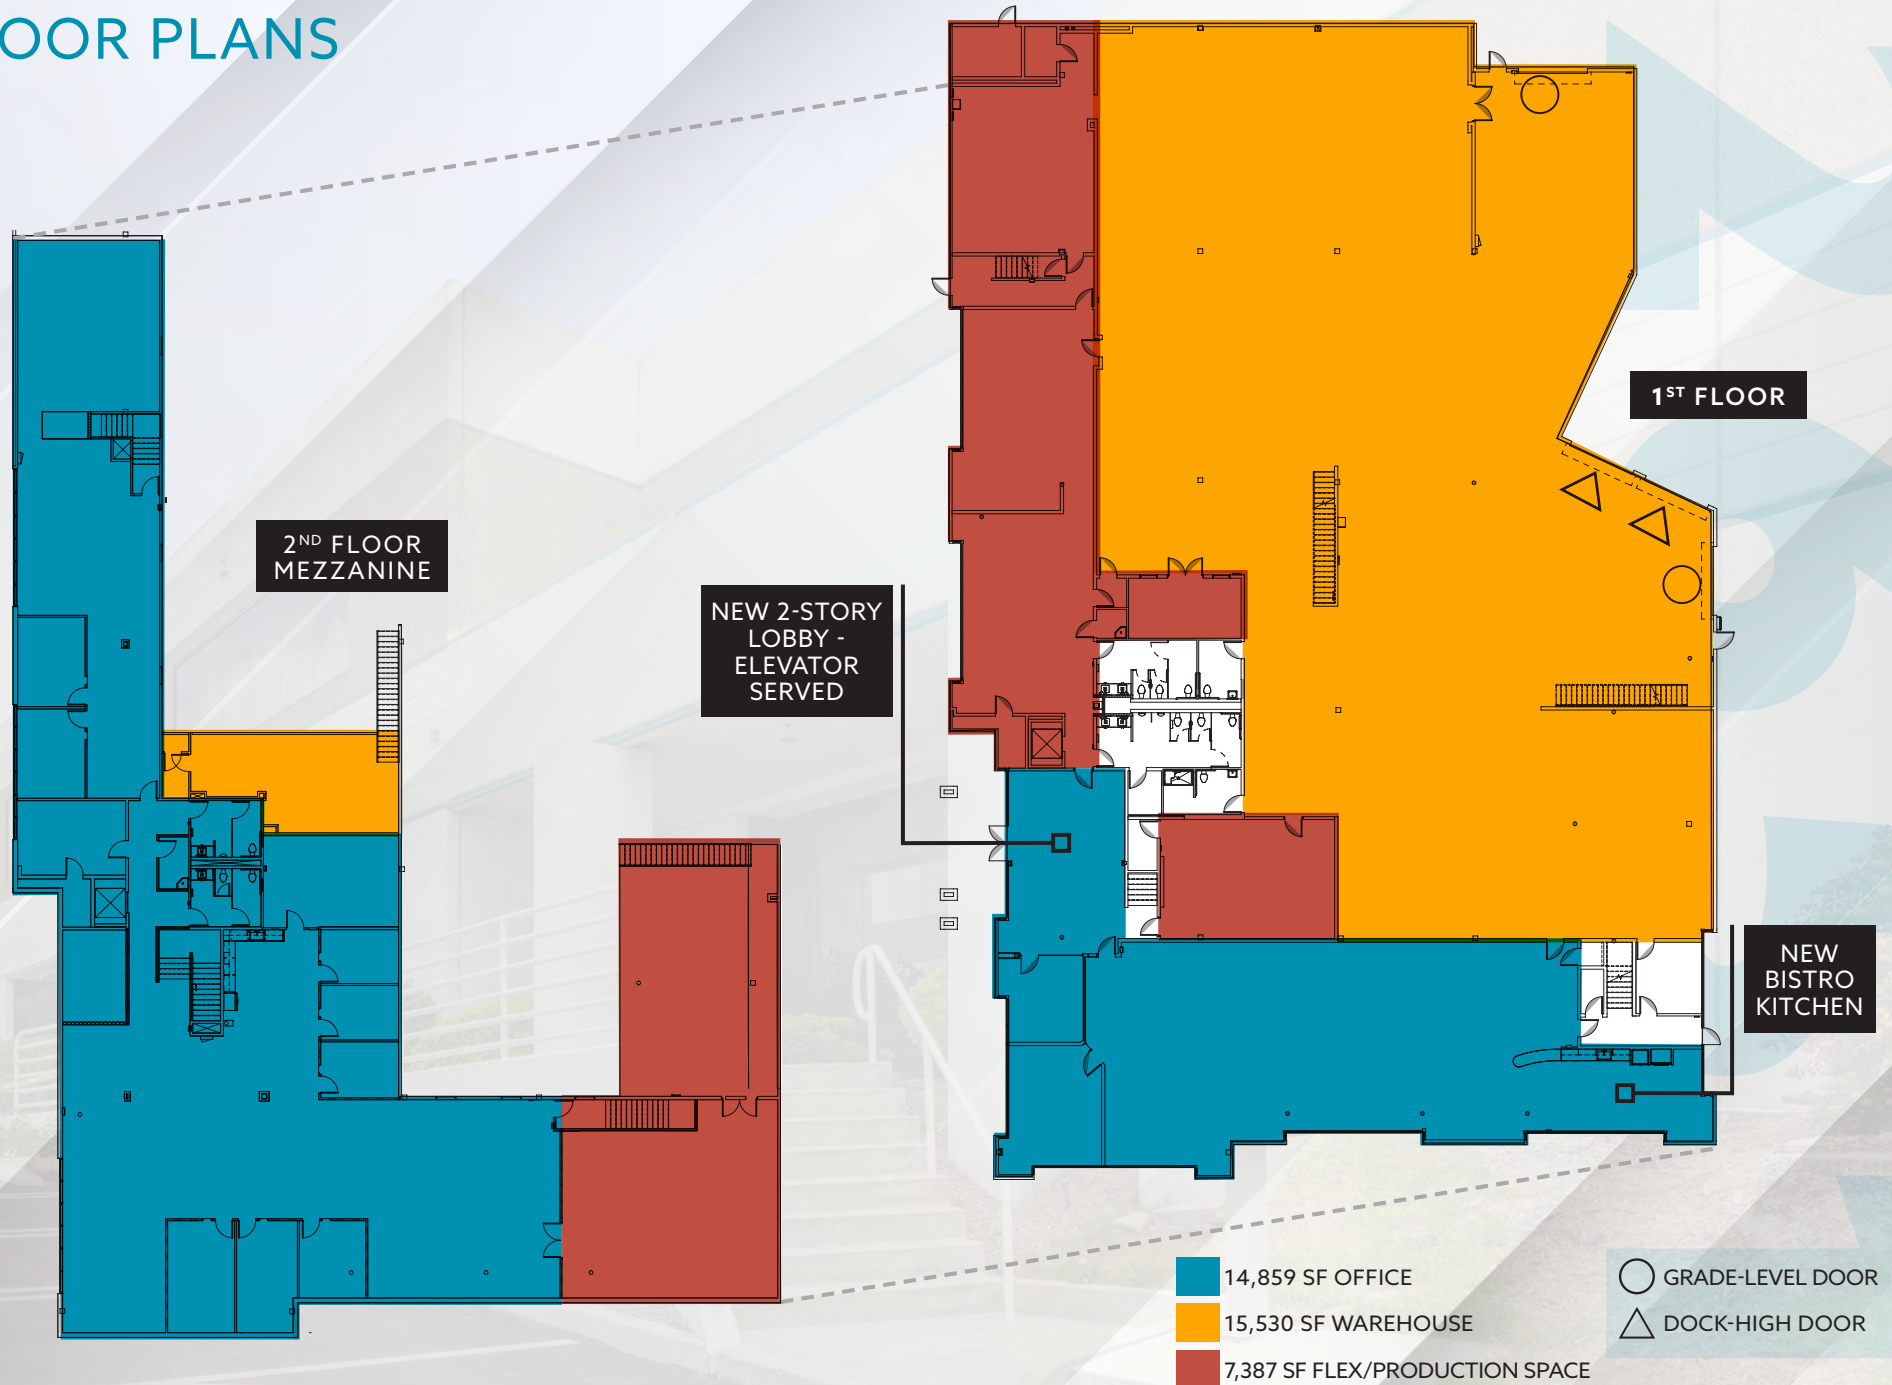 OOR PLANS
1ST FLOOR
2ND FLOOR
MEZZANINE
NEW 2-STORY
LOBBY -
ELEVATOR
SERVED
NEW
BISTRO
KITCHEN
14,859 SF OFFICE
15,530 SF WAREHOUSE
7,387 SF FLEX/PRODUCTION SPACE
GRADE-LEVEL DOOR
DOCK-HIGH DOOR